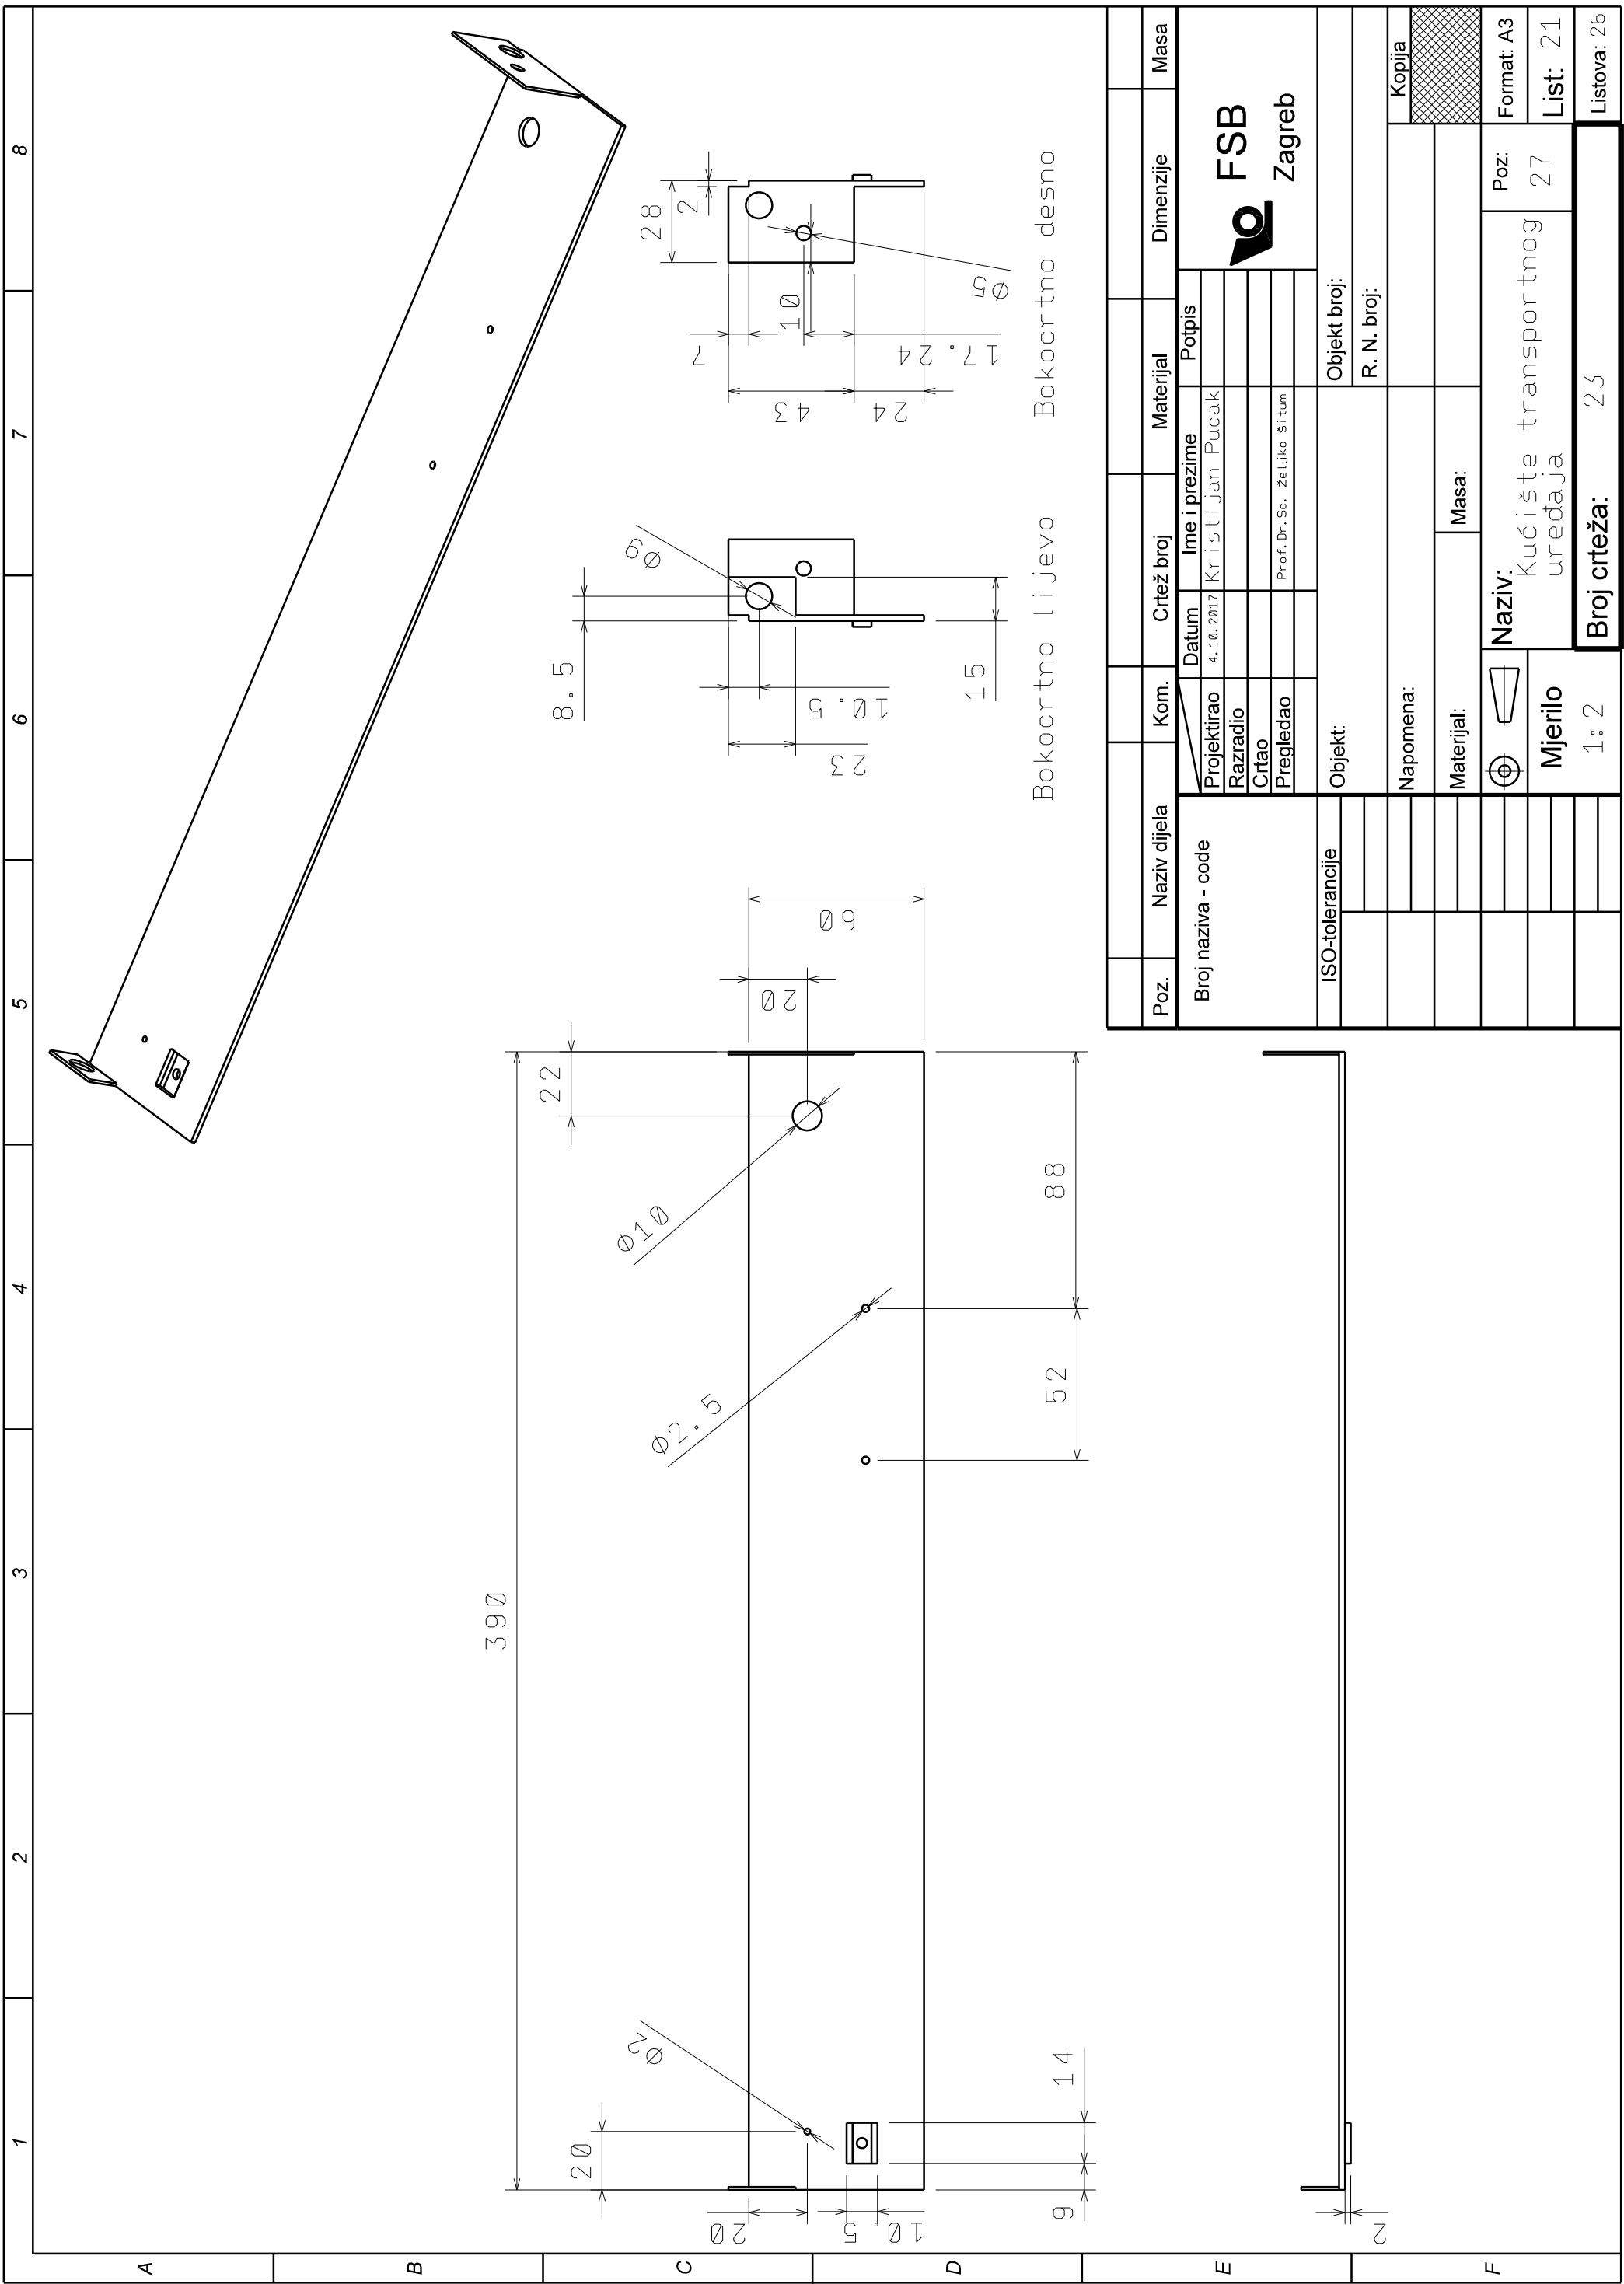 1 2 3 4 5 6 7 8
A
B
C
D
E
F
390
20
Ø2
20
10.5
9
14
Ø2.5
52
88
Ø10
22
20
60
2
8.5
Ø9
10.5
23
15
Bokocrtno lijevo
28
2
7
10
43
17.24
24
Ø5
Bokocrtno desno
Poz. Naziv dijela Kom. Crtež broj Materijal Dimenzije Masa
Broj naziva - code
Datum Ime i prezime Potpis
Projektirao 4.10.2017 Kristijan Pucak
Razradio
Crtao
Pregledao Prof.Dr.Sc. Željko Šitum
FSB
Zagreb
ISO-tolerancije
Objekt: Objekt broj:
R. N. broj:
Napomena: Kopija
Materijal: Masa:
Naziv: Poz: Format: A3
Kućište transportnog 27
uređaja
Mjerilo List: 21
1:2
Broj crteža: 23 Listova: 26